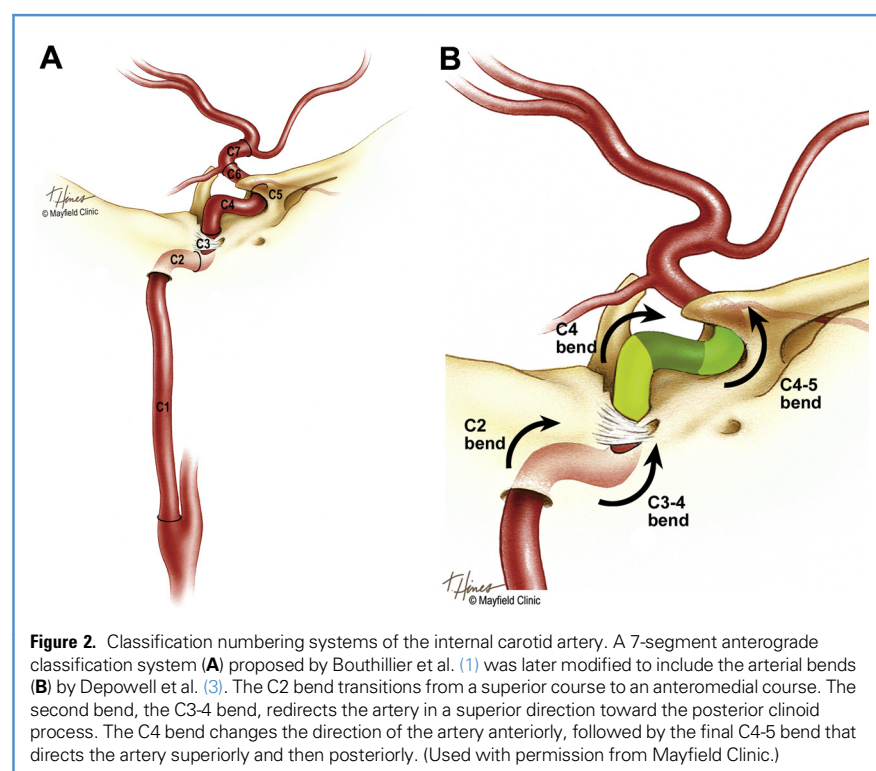 A
B
C7
C6
C5
C4
C3
C2
C1
T. Hines
© Mayfield Clinic
C4
bend
C4-5
bend
C2
bend
C3-4
bend
T. Hines
© Mayfield Clinic
Figure 2. Classification numbering systems of the internal carotid artery. A 7-segment anterograde
classification system (A) proposed by Bouthillier et al. (1) was later modified to include the arterial bends
(B) by Depowell et al. (3). The C2 bend transitions from a superior course to an anteromedial course. The
second bend, the C3-4 bend, redirects the artery in a superior direction toward the posterior clinoid
process. The C4 bend changes the direction of the artery anteriorly, followed by the final C4-5 bend that
directs the artery superiorly and then posteriorly. (Used with permission from Mayfield Clinic.)